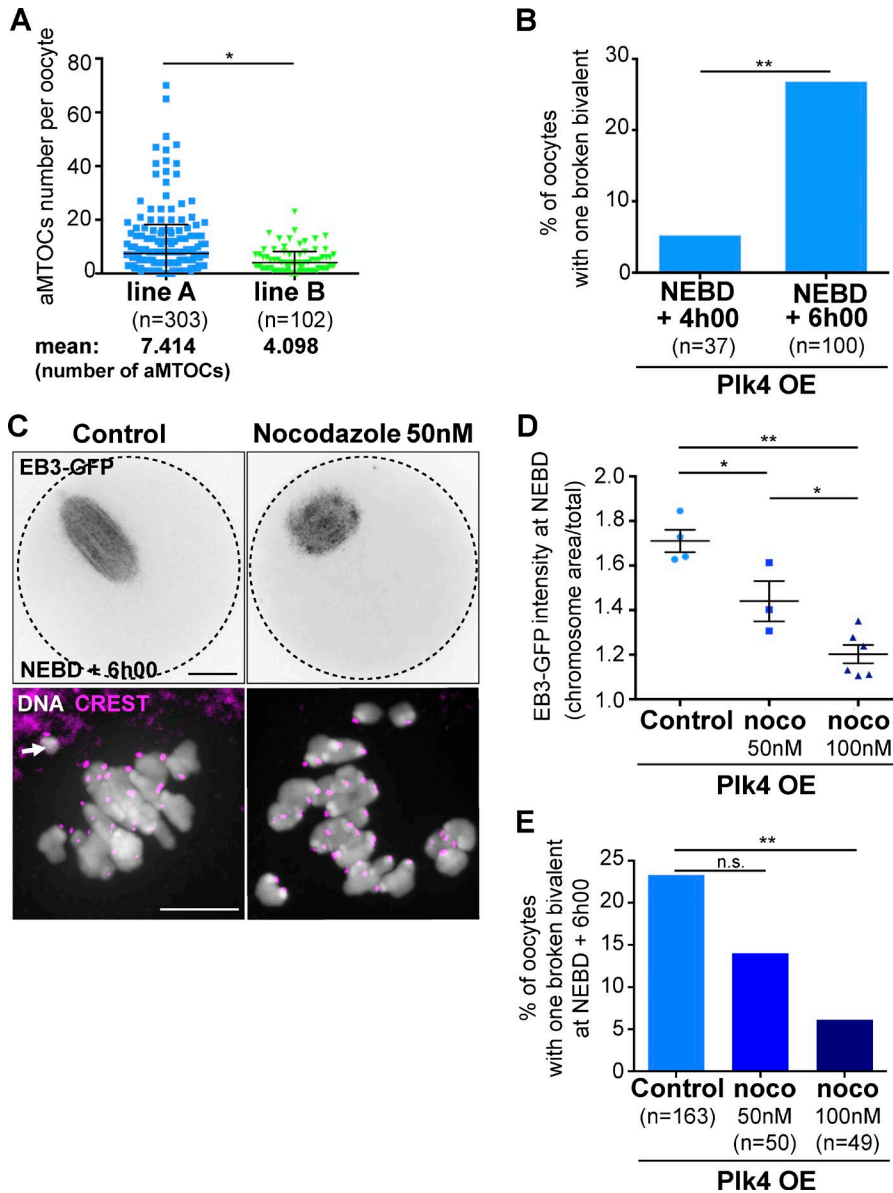 A
aMTOCs number per oocyte
80
60
40
20
0
*
line A
line B
(n=303)
(n=102)
mean:
7.414
4.098
(number of aMTOCs)
B
% of oocytes
with one broken bivalent
30
20
10
0
**
NEBD
+ 4h00
(n=37)
NEBD
+ 6h00
(n=100)
Plk4 OE
C
Control
Nocodazole 50nM
EB3-GFP
NEBD + 6h00
DNA CREST
D
EB3-GFP intensity at NEBD
(chromosome area/total)
2.0
1.8
1.6
1.4
1.2
1.0
**
*
*
Control
noco
50nM
noco
100nM
Plk4 OE
E
% of oocytes
with one broken bivalent
at NEBD + 6h00
25
20
15
10
5
0
**
n.s.
Control
(n=163)
noco
50nM
(n=50)
noco
100nM
(n=49)
Plk4 OE